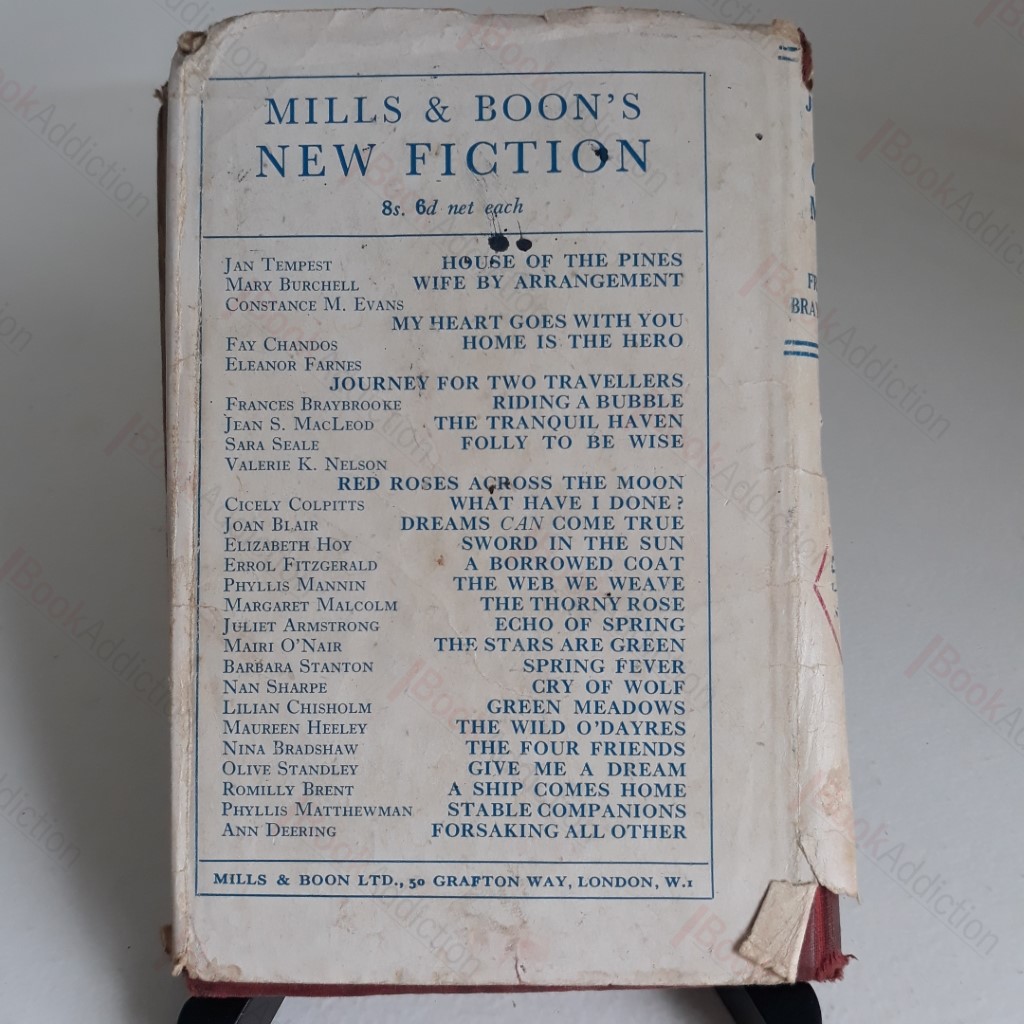 MILLS & BOON'S
NEW FICTION
8s. 6d net each
JAN TEMPEST HOUSE OF THE PINES
MARY BURCHELL WIFE BY ARRANGEMENT
CONSTANCE M. EVANS
MY HEART GOES WITH YOU
FAY CHANDOS HOME IS THE HERO
ELEANOR FARNES
JOURNEY FOR TWO TRAVELLERS
FRANCES BRAYBROOKE RIDING A BUBBLE
JEAN S. MACLEOD THE TRANQUIL HAVEN
SARA SEALE FOLLY TO BE WISE
VALERIE K. NELSON
RED ROSES ACROSS THE MOON
CICELY COLPITTS WHAT HAVE I DONE?
JOAN BLAIR DREAMS CAN COME TRUE
ELIZABETH HOY SWORD IN THE SUN
ERROL FITZGERALD A BORROWED COAT
PHYLLIS MANNIN THE WEB WE WEAVE
MARGARET MALCOLM THE THORNY ROSE
JULIET ARMSTRONG ECHO OF SPRING
MAIRI O'NAIR THE STARS ARE GREEN
BARBARA STANTON SPRING FEVER
NAN SHARPE CRY OF WOLF
LILIAN CHISHOLM GREEN MEADOWS
MAUREEN HEELEY THE WILD O'DAYRES
NINA BRADSHAW THE FOUR FRIENDS
OLIVE STANDLEY GIVE ME A DREAM
ROMILLY BRENT A SHIP COMES HOME
PHYLLIS MATTHEWMAN STABLE COMPANIONS
ANN DEERING FORSAKING ALL OTHER
MILLS & BOON LTD., 50 GRAFTON WAY, LONDON, W.1
BookAddiction